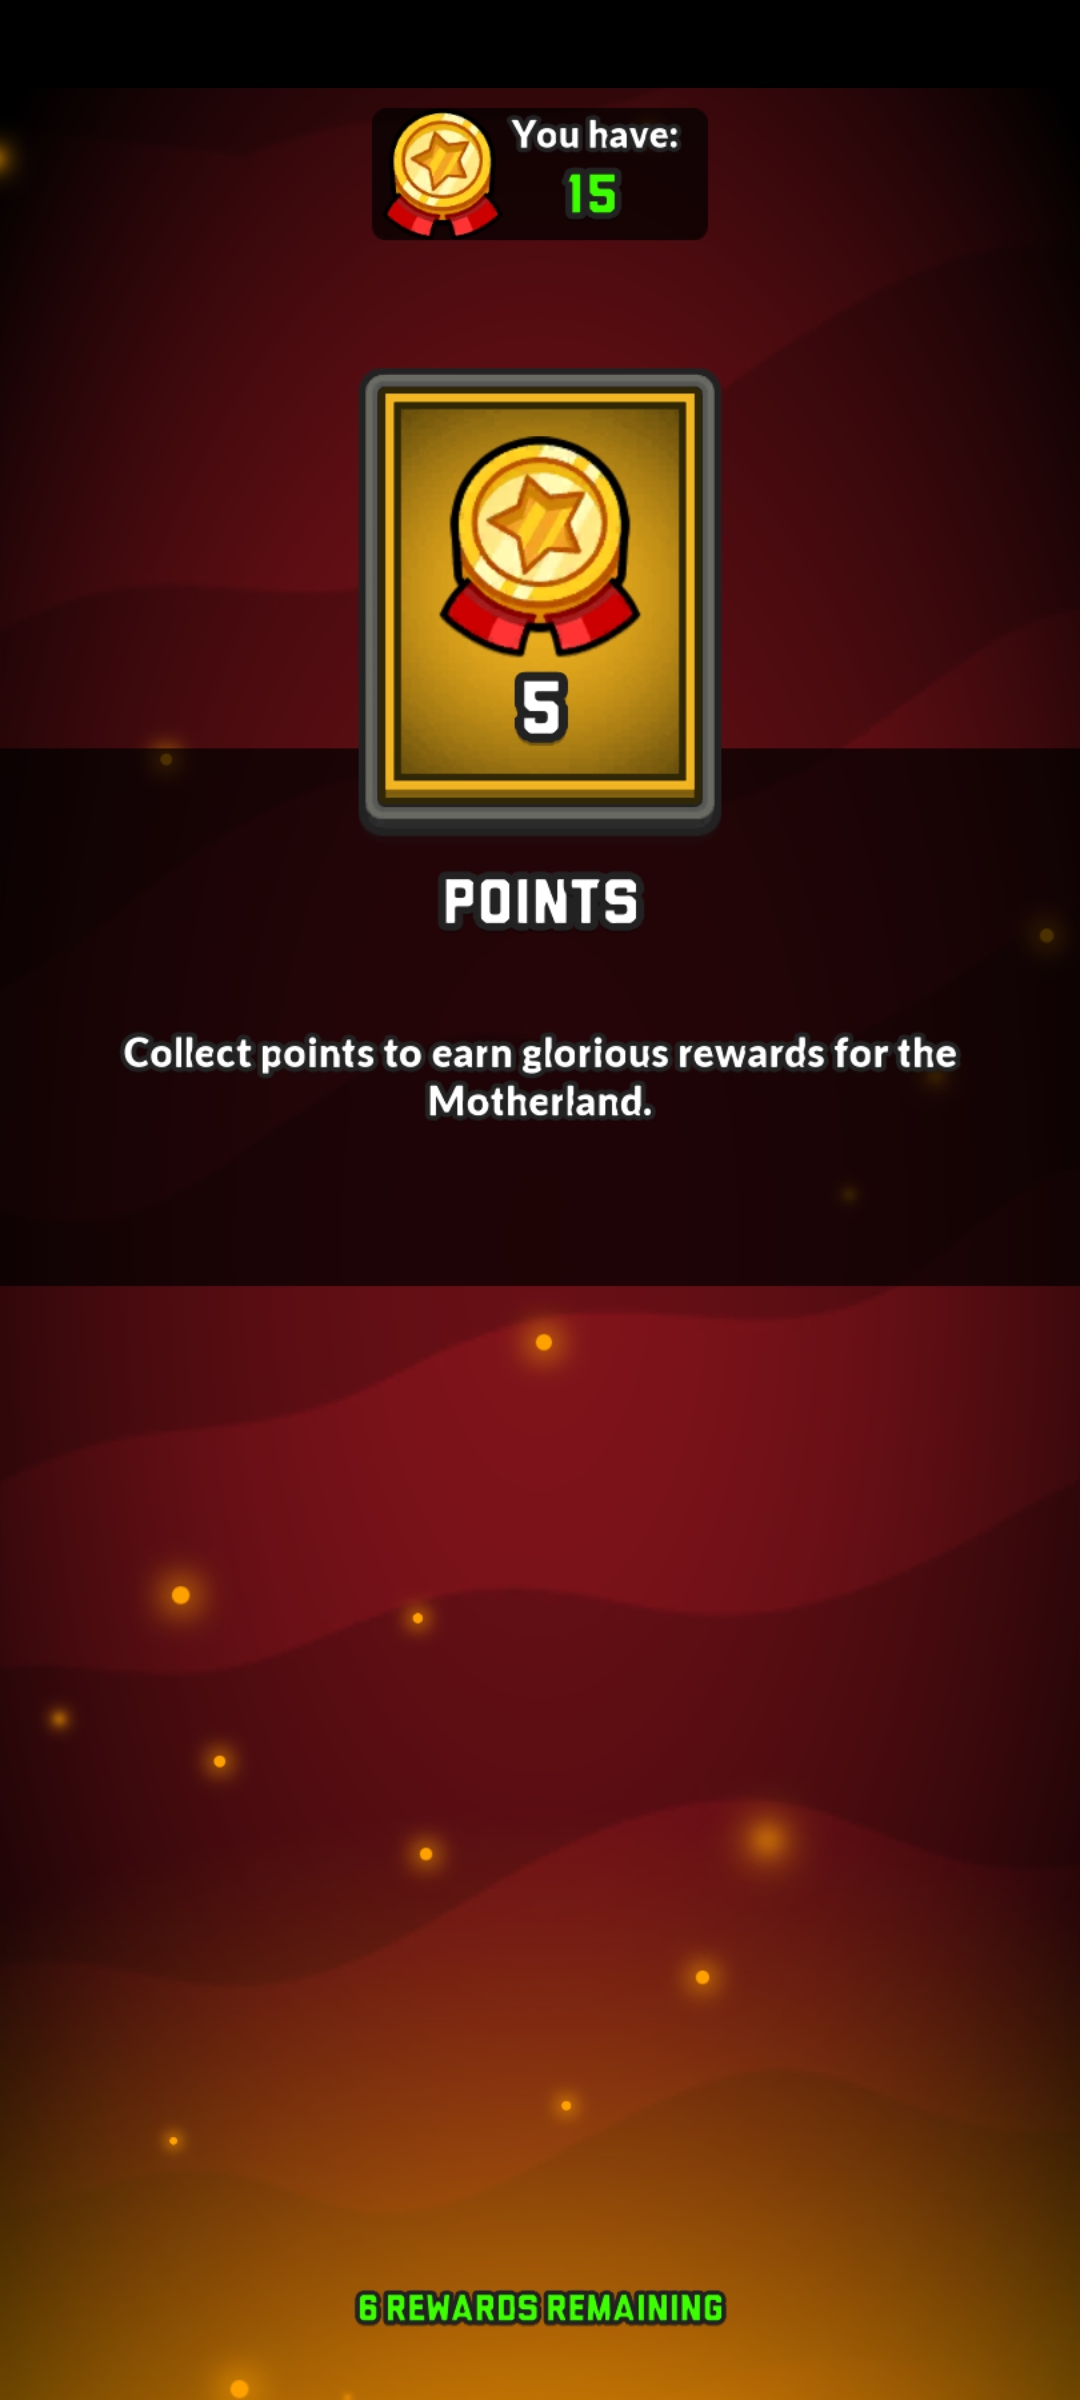 You have:
15
5
POINTS
Collect points to earn glorious rewards for the
Motherland.
6 REWARDS REMAINING